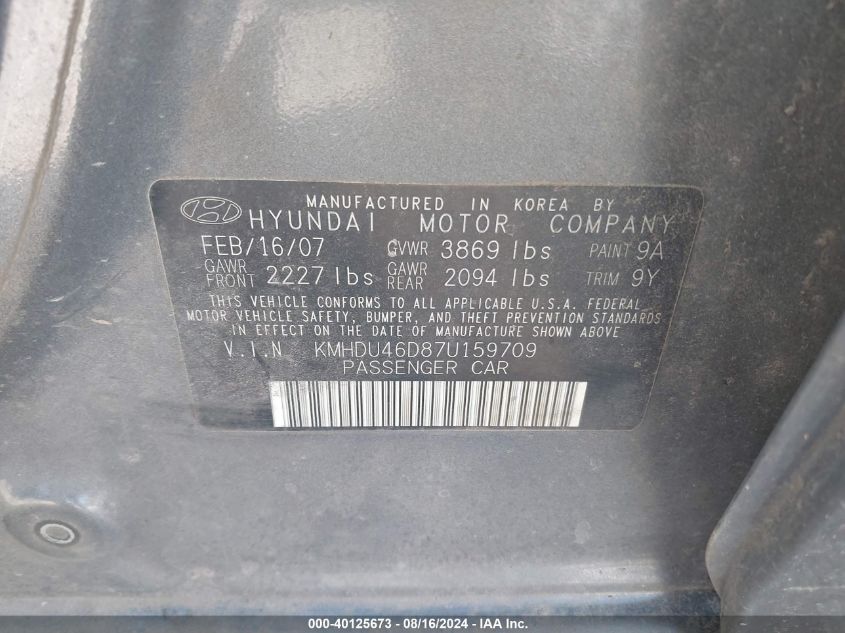 MANUFACTURED IN KOREA BY
HYUNDAI MOTOR COMPANY
FEB/16/07 GVWR 3869 lbs PAINT 9A
GAWR FRONT 2227 lbs GAWR REAR 2094 lbs TRIM 9Y
THIS VEHICLE CONFORMS TO ALL APPLICABLE U.S.A. FEDERAL
MOTOR VEHICLE SAFETY, BUMPER, AND THEFT PREVENTION STANDARDS
IN EFFECT ON THE DATE OF MANUFACTURE SHOWN ABOVE
V.I.N KMHDU46D87U159709
PASSENGER CAR
000-40125673 - 08/16/2024 - IAA Inc.